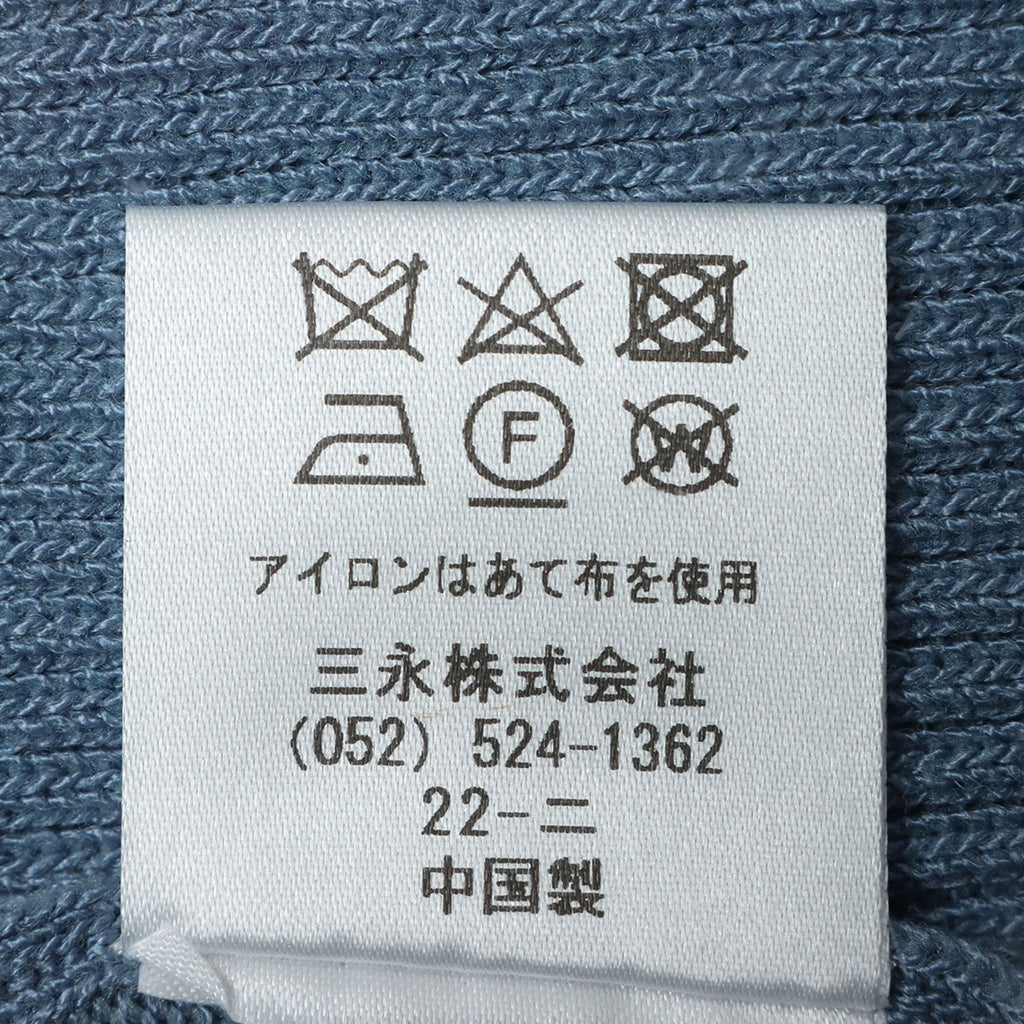 F
W
アイロンはあて布を使用
三永株式会社
(052) 524-1362
22-ニ
中国製